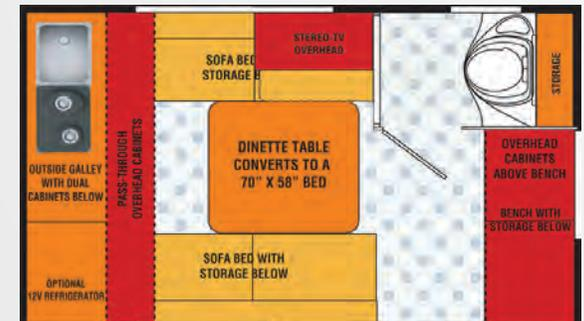 SOFA BED
STORAGE B
STEREO-TV
OVERHEAD
STORAGE
PASS-THROUGH
OVERHEAD CABINETS
DINETTE TABLE
CONVERTS TO A
70" X 58" BED
OVERHEAD
CABINETS
ABOVE BENCH
OUTSIDE GALLEY
WITH DUAL
CABINETS BELOW
BENCH WITH
STORAGE BELOW
SOFA BED WITH
STORAGE BELOW
OPTIONAL
12V REFRIGERATOR